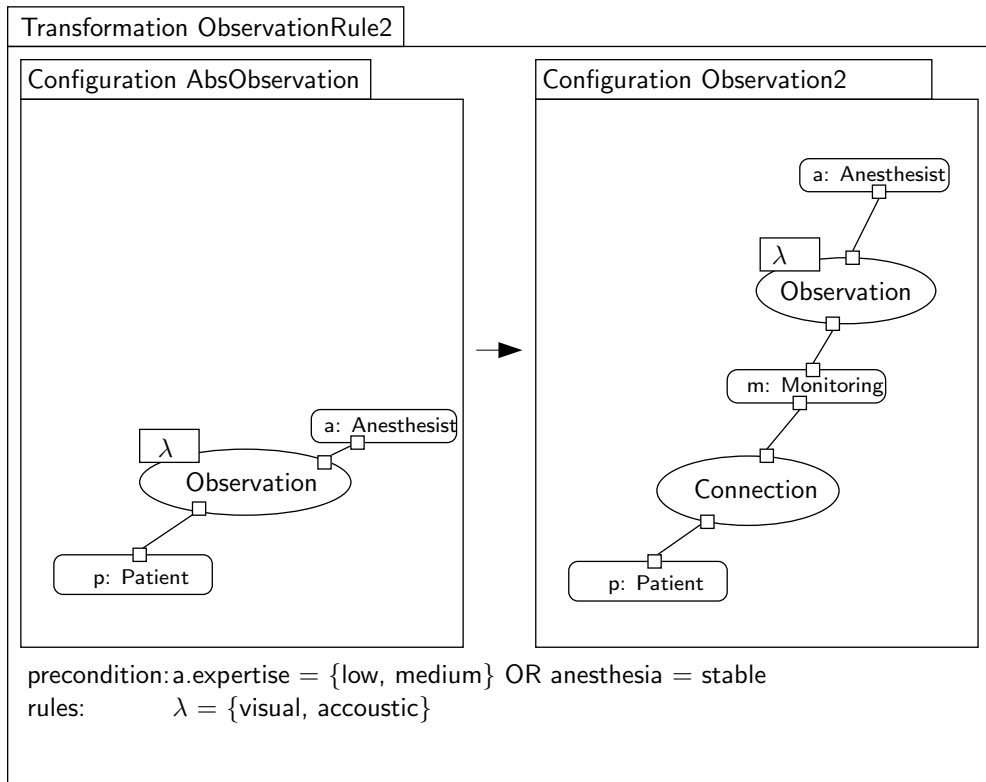 Transformation ObservationRule2
Configuration AbsObservation
λ
a: Anesthesist
Observation
p: Patient
Configuration Observation2
a: Anesthesist
λ
Observation
m: Monitoring
Connection
p: Patient
precondition: a.expertise = {low, medium} OR anesthesia = stable
rules: λ = {visual, accoustic}